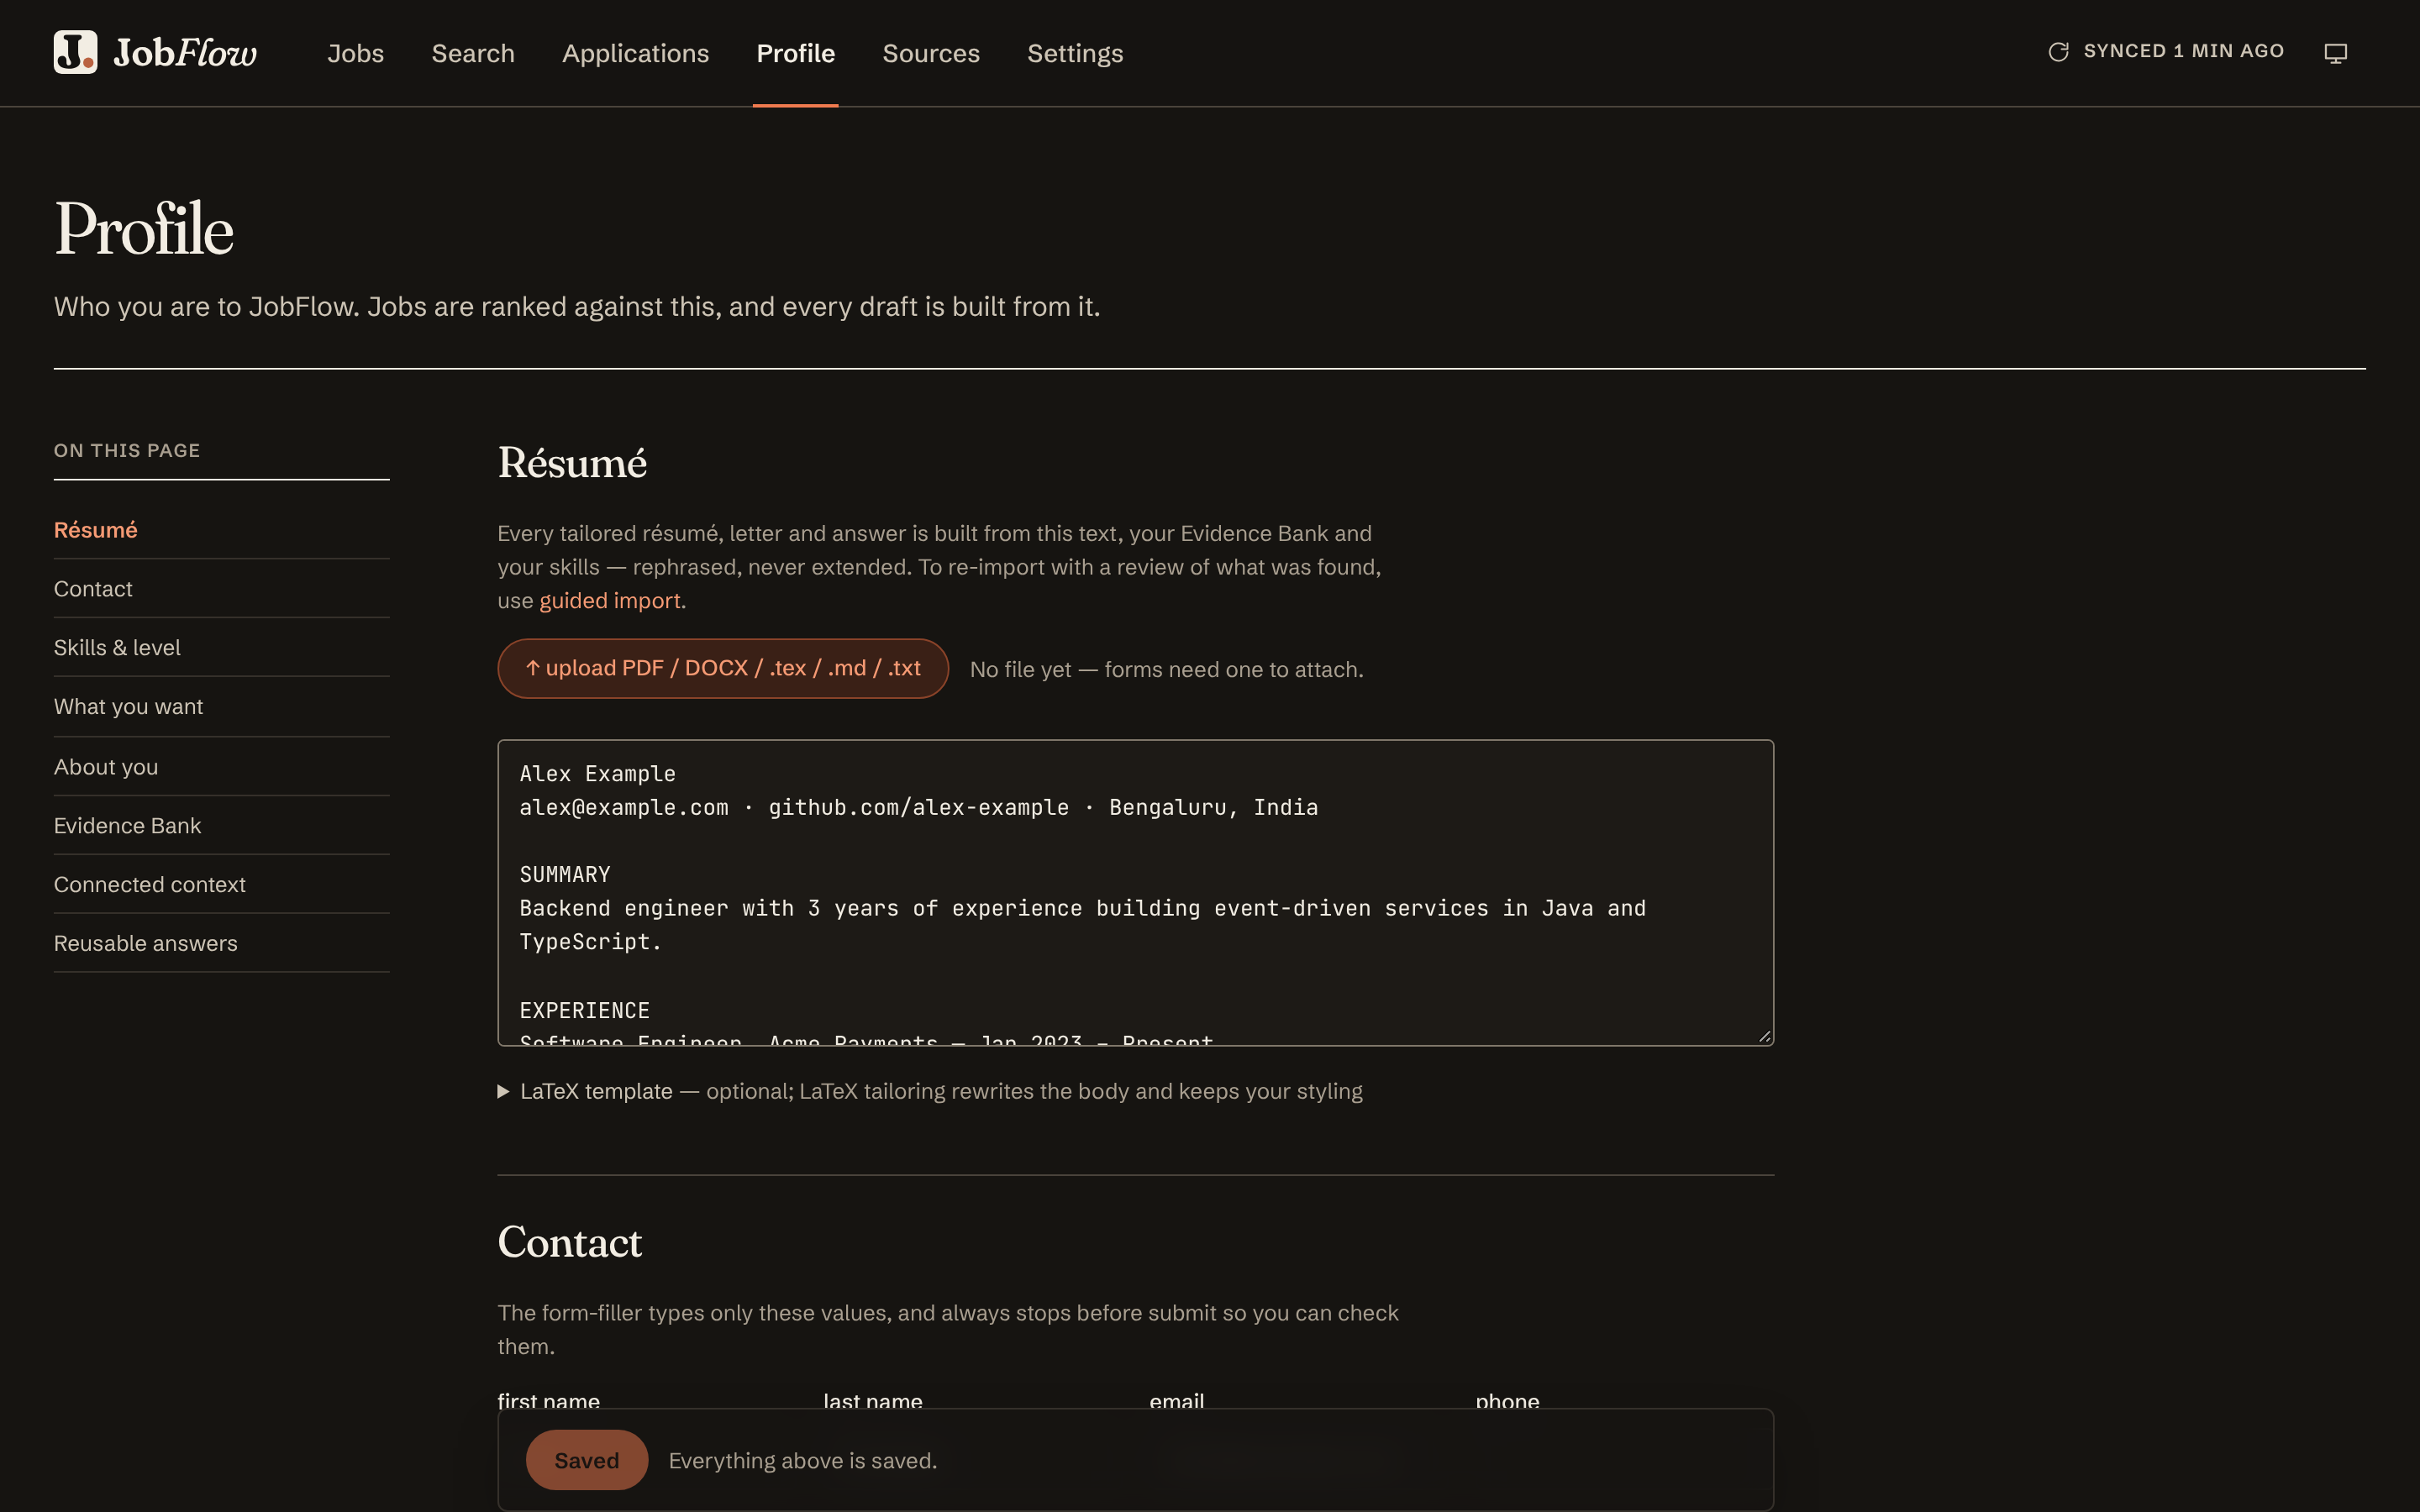 J. JobFlow
Jobs
Search
Applications
Profile
Sources
Settings
SYNCED 1 MIN AGO
Profile
Who you are to JobFlow. Jobs are ranked against this, and every draft is built from it.
ON THIS PAGE
Résumé
Contact
Skills & level
What you want
About you
Evidence Bank
Connected context
Reusable answers
Résumé
Every tailored résumé, letter and answer is built from this text, your Evidence Bank and
your skills — rephrased, never extended. To re-import with a review of what was found,
use guided import.
↑ upload PDF / DOCX / .tex / .md / .txt
No file yet — forms need one to attach.
Alex Example
alex@example.com · github.com/alex-example · Bengaluru, India
SUMMARY
Backend engineer with 3 years of experience building event-driven services in Java and
TypeScript.
EXPERIENCE
Software Engineer, Acme Payments — Jan 2023 – Present
▶ LaTeX template — optional; LaTeX tailoring rewrites the body and keeps your styling
Contact
The form-filler types only these values, and always stops before submit so you can check
them.
first name
last name
email
phone
Saved
Everything above is saved.